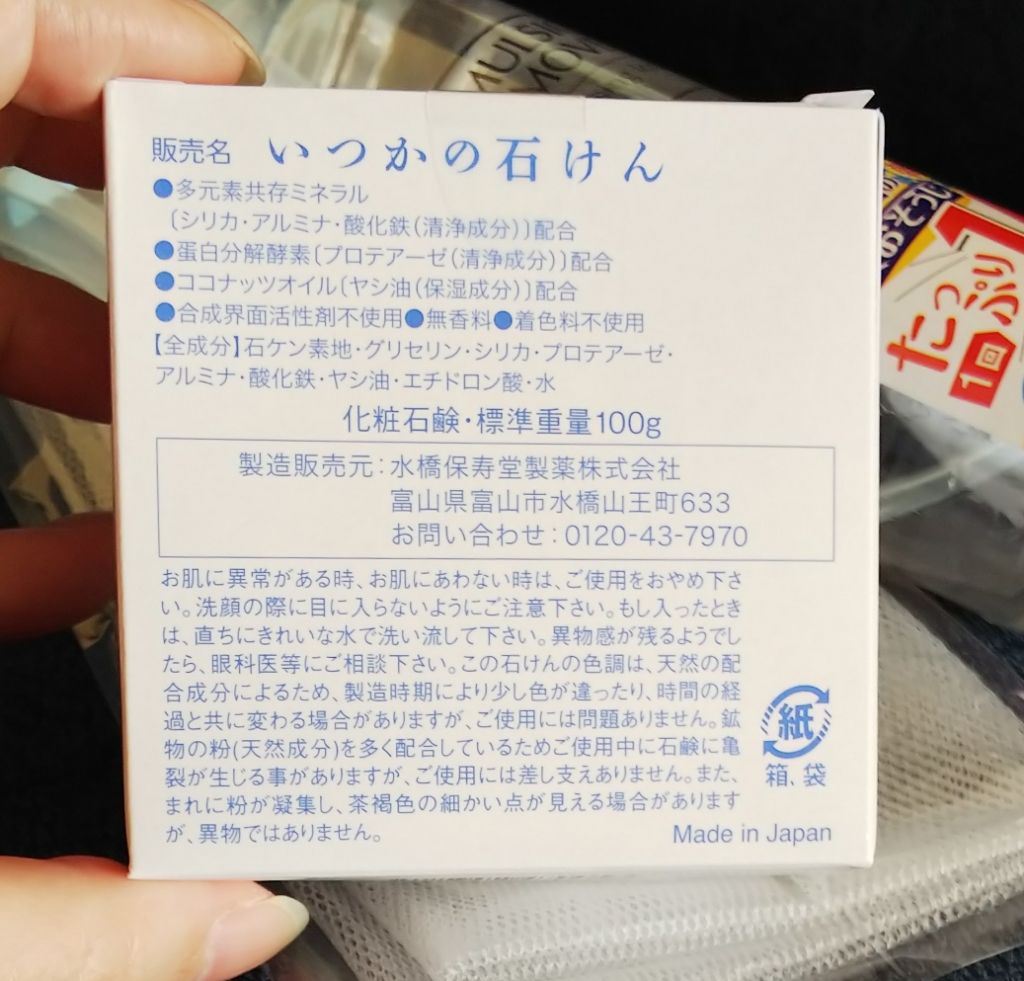 販売名 いつかの石けん
●多元素共存ミネラル
〔シリカ・アルミナ・酸化鉄(清浄成分)〕配合
●蛋白分解酵素〔プロテアーゼ(清浄成分)〕配合
●ココナッツオイル〔ヤシ油(保湿成分)〕配合
●合成界面活性剤不使用●無香料●着色料不使用
【全成分】石ケン素地・グリセリン・シリカ・プロテアーゼ・
アルミナ・酸化鉄・ヤシ油・エチドロン酸・水
化粧石鹸・標準重量100g
製造販売元:水橋保寿堂製薬株式会社
富山県富山市水橋山王町633
お問い合わせ:0120-43-7970
お肌に異常がある時、お肌にあわない時は、ご使用をおやめ下さ
い。洗顔の際に目に入らないようにご注意下さい。もし入ったとき
は、直ちにきれいな水で洗い流して下さい。異物感が残るようでし
たら、眼科医等にご相談下さい。この石けんの色調は、天然の配
合成分によるため、製造時期により少し色が違ったり、時間の経
過と共に変わる場合がありますが、ご使用には問題ありません。鉱
物の粉(天然成分)を多く配合しているためご使用中に石鹸に亀
裂が生じる事がありますが、ご使用には差し支えありません。また、
まれに粉が凝集し、茶褐色の細かい点が見える場合があります
が、異物ではありません。
紙
箱、袋
Made in Japan
おそうじ
たっぷり
1回